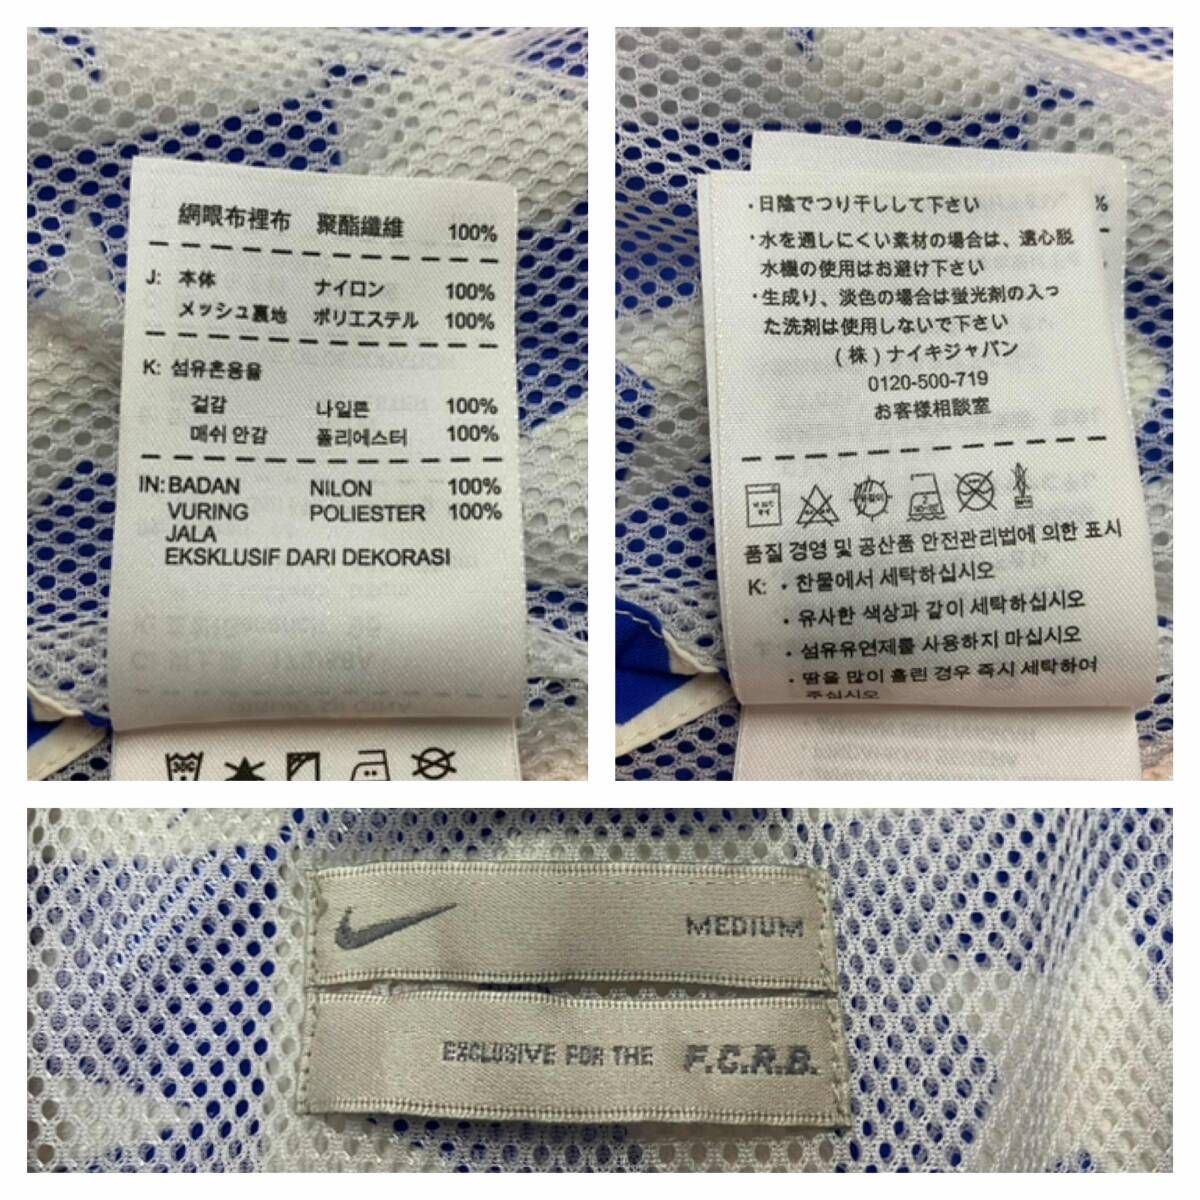 網眼布裡布 聚酯纖維 100%
J: 本体 ナイロン 100%
メッシュ裏地 ポリエステル 100%
K: 섬유혼용율
겉감 나일론 100%
매쉬 안감 폴리에스터 100%
IN: BADAN NILON 100%
VURING POLIESTER 100%
JALA
EKSKLUSIF DARI DEKORASI
・日陰でつり干しして下さい
・水を通しにくい素材の場合は、遠心脱
水機の使用はお避け下さい
・生成り、淡色の場合は蛍光剤の入っ
た洗剤は使用しないで下さい
(株)ナイキジャパン
0120-500-719
お客様相談室
품질 경영 및 공산품 안전관리법에 의한 표시
K: • 찬물에서 세탁하십시오
• 유사한 색상과 같이 세탁하십시오
• 섬유유연제를 사용하지 마십시오
• 땀을 많이 흘린 경우 즉시 세탁하여
주십시오
MEDIUM
EXCLUSIVE FOR THE F.C.R.B.